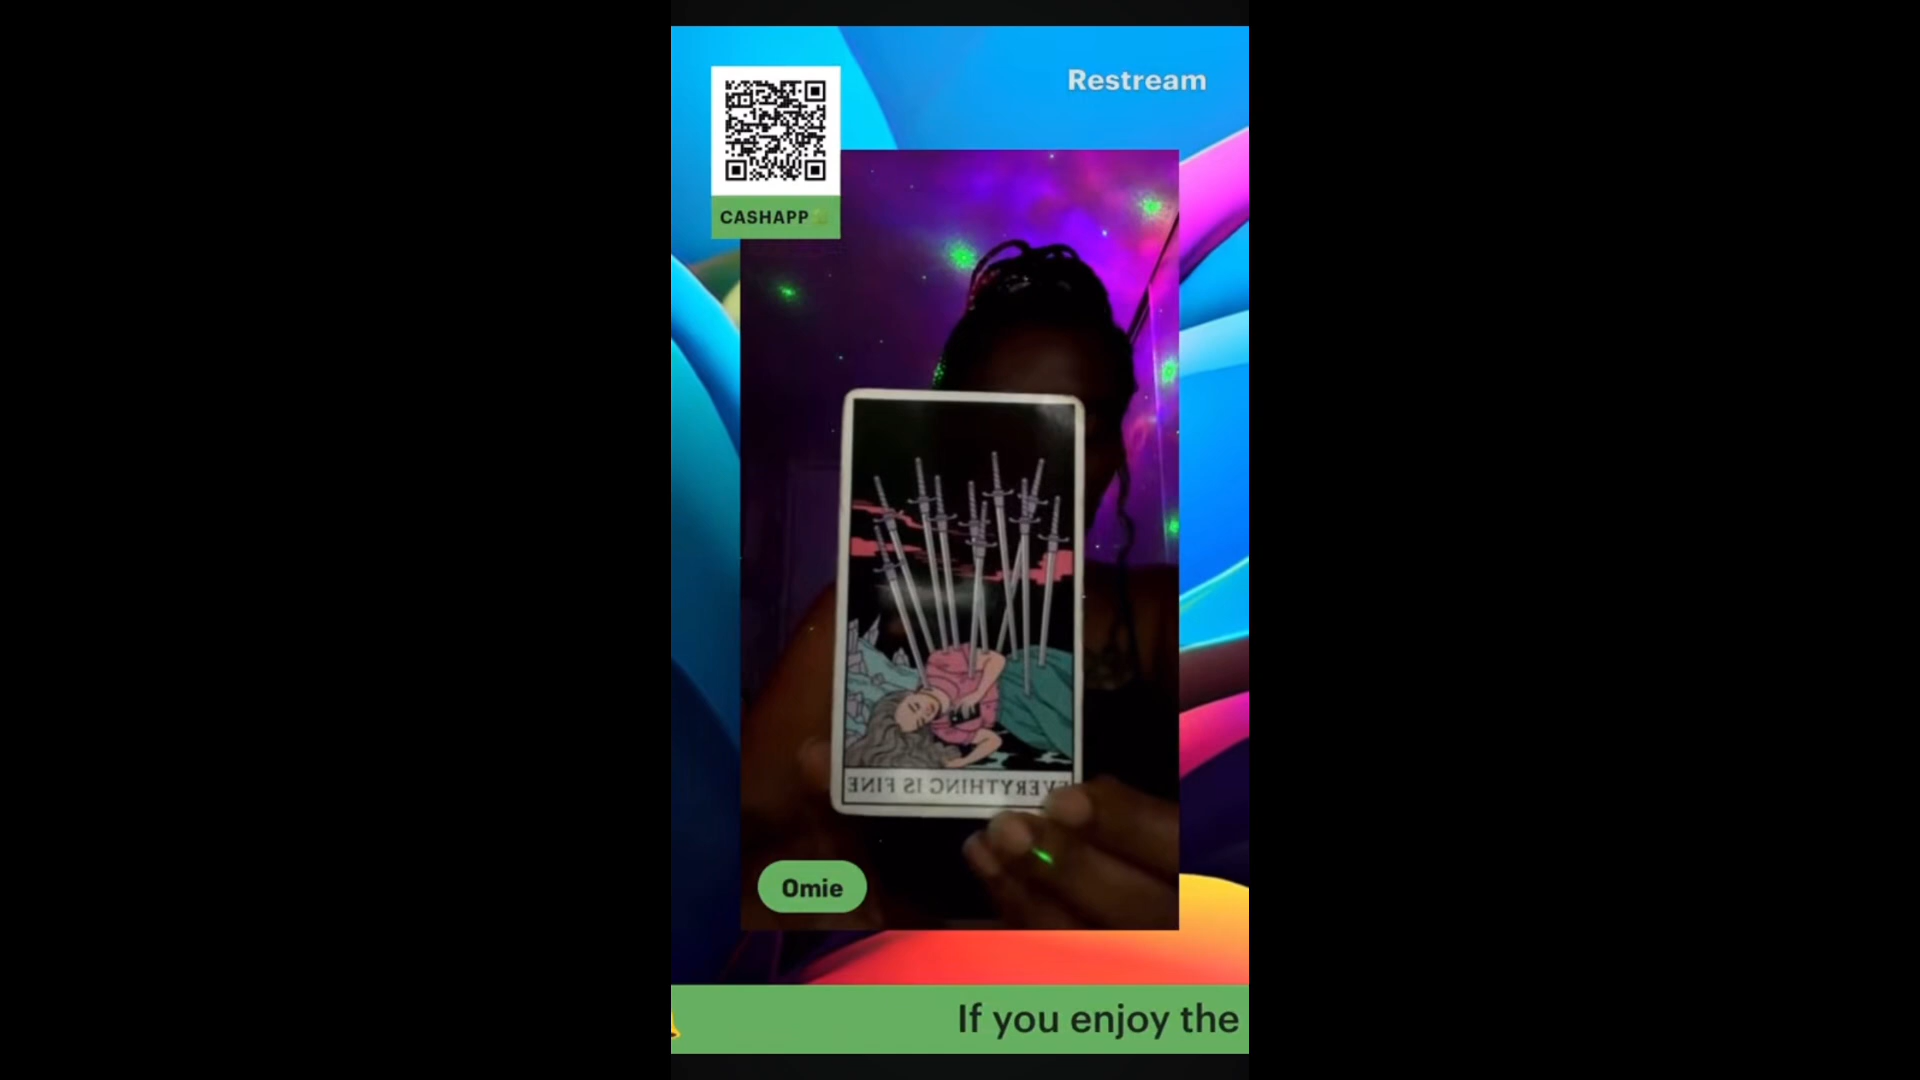 Restream
CASHAPP
EVERYTHING IS FINE
Omie
If you enjoy the